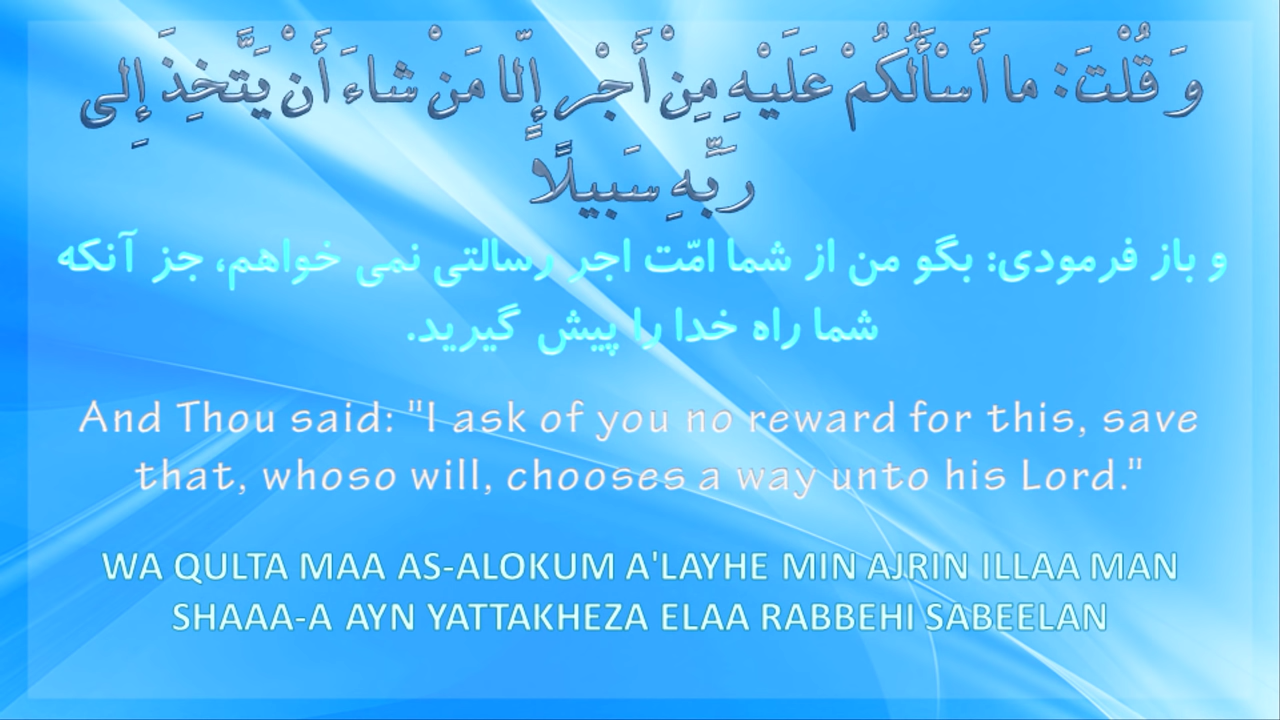 وَ قُلْتَ: ما أَسْأَلُكُمْ عَلَيْهِ مِنْ أَجْرٍ إِلّا مَنْ شاءَ أَن يَتَّخِذَ إِلى
رَبِّهِ سَبِيلًا
و باز فرمودی: بگو من از شما امّت اجر رسالتی نمی خواهم، جز آنکه
شما راه خدا را پیش گیرید.
And Thou said: "I ask of you no reward for this, save
that, whoso will, chooses a way unto his Lord."
WA QULTA MAA AS-ALOKUM A'LAYHE MIN AJRIN ILLAA MAN
SHAAA-A AYN YATTAKHEZA ELAA RABBEHI SABEELAN